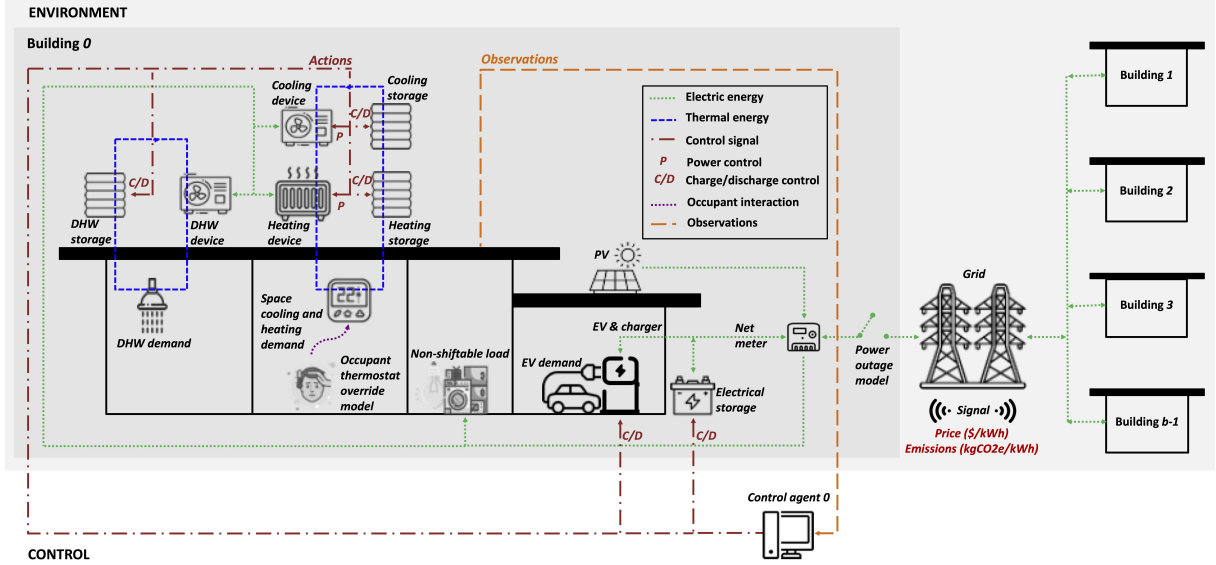 ENVIRONMENT
Building 0
Actions
Observations
Cooling
device
Cooling
storage
C/D
P
C/D
P
C/D
DHW
storage
DHW
device
Heating
device
Heating
storage
Electric energy
Thermal energy
Control signal
P
Power control
C/D
Charge/discharge control
Occupant interaction
Observations
Building 1
Building 2
Building 3
Building b-1
PV
22°
Space
cooling and
heating
demand
DHW demand
Occupant
thermostat
override
model
Non-shiftable load
EV & charger
EV demand
Net
meter
Electrical
storage
Power
outage
model
Grid
Signal
Price ($/kWh)
Emissions (kgCO2e/kWh)
C/D
C/D
Control agent 0
CONTROL